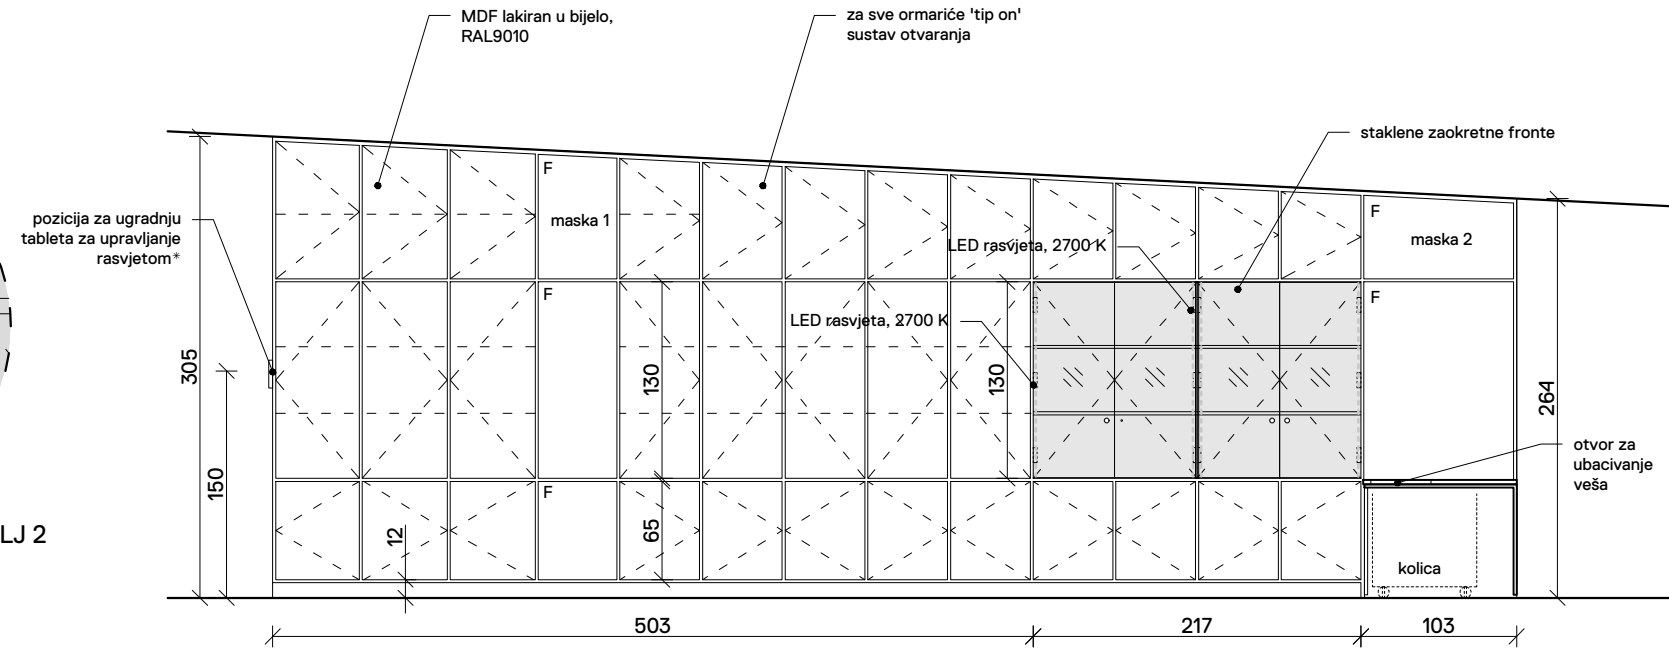 MDF lakiran u bijelo,
RAL9010
za sve ormariće 'tip on'
sustav otvaranja
staklene zaokretne fronte
pozicija za ugradnju
tableta za upravljanje
rasvjetom*
F
maska 1
F
maska 2
LED rasvjeta, 2700 K
F
F
LED rasvjeta, 2700 K
305
130
130
264
150
otvor za
ubacivanje
veša
F
LJ 2
12
65
kolica
503
217
103